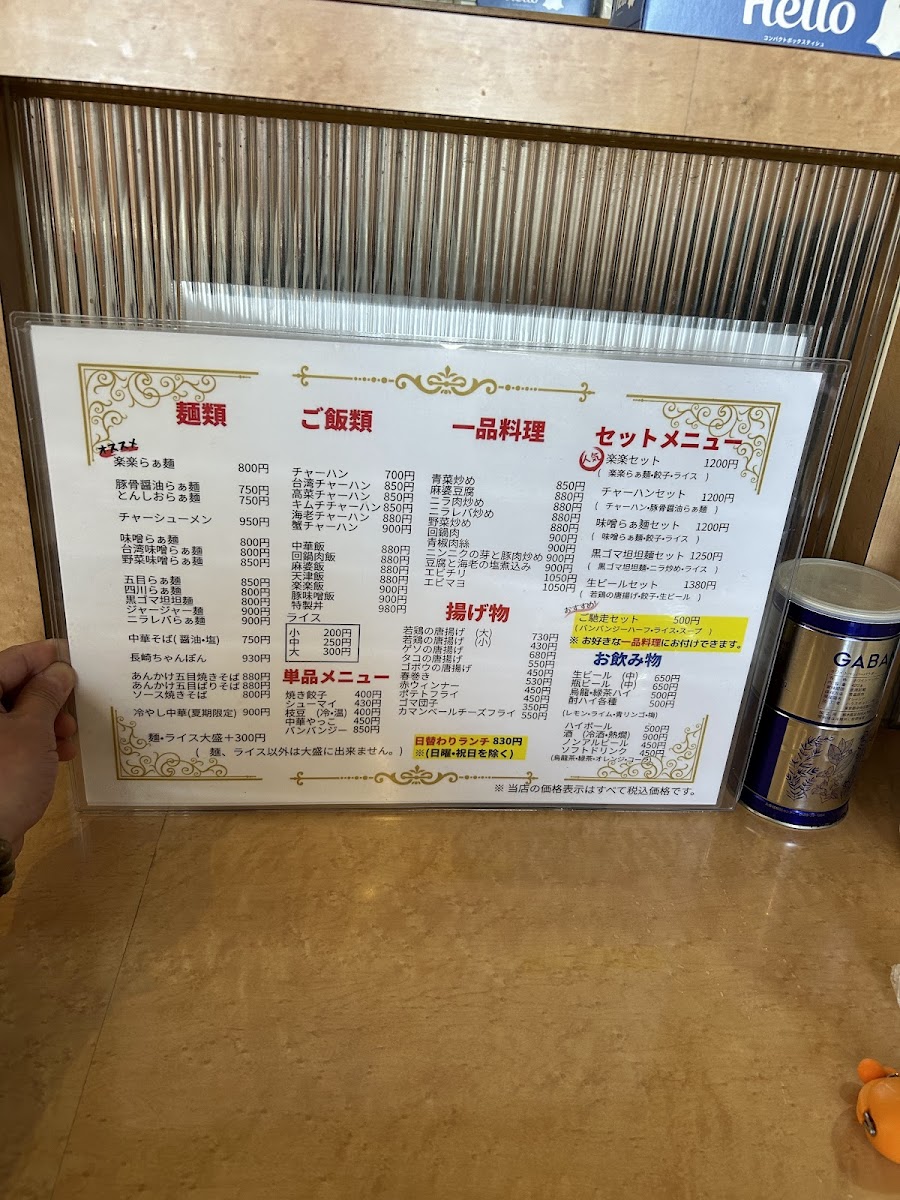 Hello
コンパクトボックスティシュ
麺類
オススメ
楽楽らぁ麺 800円
豚骨醤油らぁ麺 750円
とんしおらぁ麺 750円
チャーシューメン 950円
味噌らぁ麺 800円
台湾味噌らぁ麺 800円
野菜味噌らぁ麺 850円
五目らぁ麺 850円
四川らぁ麺 800円
黒ゴマ坦坦麺 900円
ジャージャー麺 900円
ニラレバらぁ麺 900円
中華そば(醤油・塩) 750円
長崎ちゃんぽん 930円
あんかけ五目焼きそば 880円
あんかけ五目ばりそば 880円
ソース焼きそば 800円
冷やし中華(夏期限定) 900円
麺・ライス大盛+300円
( 麺、ライス以外は大盛に出来ません。)
ご飯類
チャーハン 700円
台湾チャーハン 850円
高菜チャーハン 850円
キムチチャーハン 850円
海老チャーハン 880円
蟹チャーハン 900円
中華飯 880円
回鍋肉飯 880円
麻婆飯 880円
天津飯 880円
楽楽飯 900円
豚味噌飯 900円
特製丼 980円
ライス
小 200円
中 250円
大 300円
単品メニュー
焼き餃子 400円
シューマイ 430円
枝豆 (冷・温) 400円
中華やっこ 450円
バンバンジー 850円
一品料理
青菜炒め 850円
麻婆豆腐 880円
ニラ肉炒め 880円
ニラレバ炒め 880円
野菜炒め 880円
回鍋肉 900円
青椒肉絲 900円
ニンニクの芽と豚肉炒め 900円
豆腐と海老の塩煮込み 900円
エビチリ 1050円
エビマヨ 1050円
揚げ物
若鶏の唐揚げ (大) 730円
若鶏の唐揚げ (小) 430円
ゲソの唐揚げ 680円
タコの唐揚げ 550円
ゴボウの唐揚げ 550円
春巻き 450円
赤ウィンナー 530円
ポテトフライ 450円
ゴマ団子 350円
カマンベールチーズフライ 550円
日替わりランチ830円
※(日曜・祝日を除く)
セットメニュー
人気
楽楽セット 1200円
( 楽楽らぁ麺・餃子・ライス )
チャーハンセット 1200円
( チャーハン・豚骨醤油らぁ麺 )
味噌らぁ麺セット 1200円
( 味噌らぁ麺・餃子・ライス )
黒ゴマ坦坦麺セット 1250円
( 黒ゴマ坦坦麺・ニラ炒め・ライス )
生ビールセット 1380円
( 若鶏の唐揚げ・餃子・生ビール )
おすすめ!
ご馳走セット 500円
(バンバンジーハーフ・ライス・スープ )
※ お好きな一品料理にお付けできます。
お飲み物
生ビール (中) 650円
瓶ビール (中) 650円
烏龍・緑茶ハイ 500円
酎ハイ各種 500円
(レモン・ライム・青リンゴ・梅)
ハイボール 500円
酒 (冷酒・熱燗) 900円
ノンアルビール 450円
ソフトドリンク 450円
(烏龍茶・緑茶・オレンジ・コーラ)
※ 当店の価格表示はすべて税込価格です。
GABA